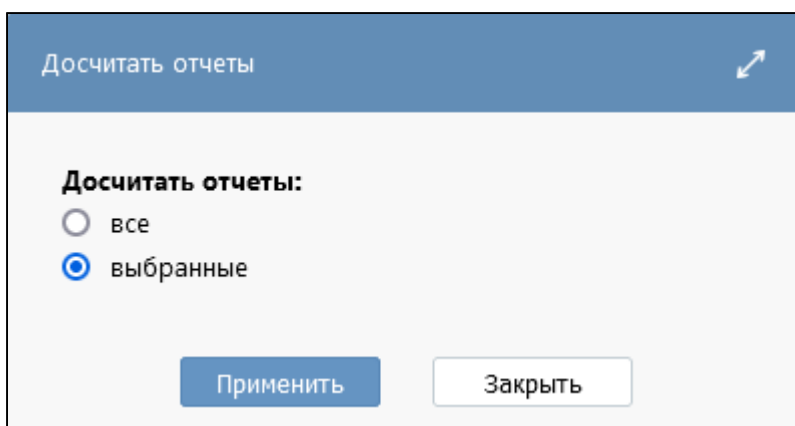 Досчитать отчеты
Досчитать отчеты:
все
выбранные
Применить Закрыть